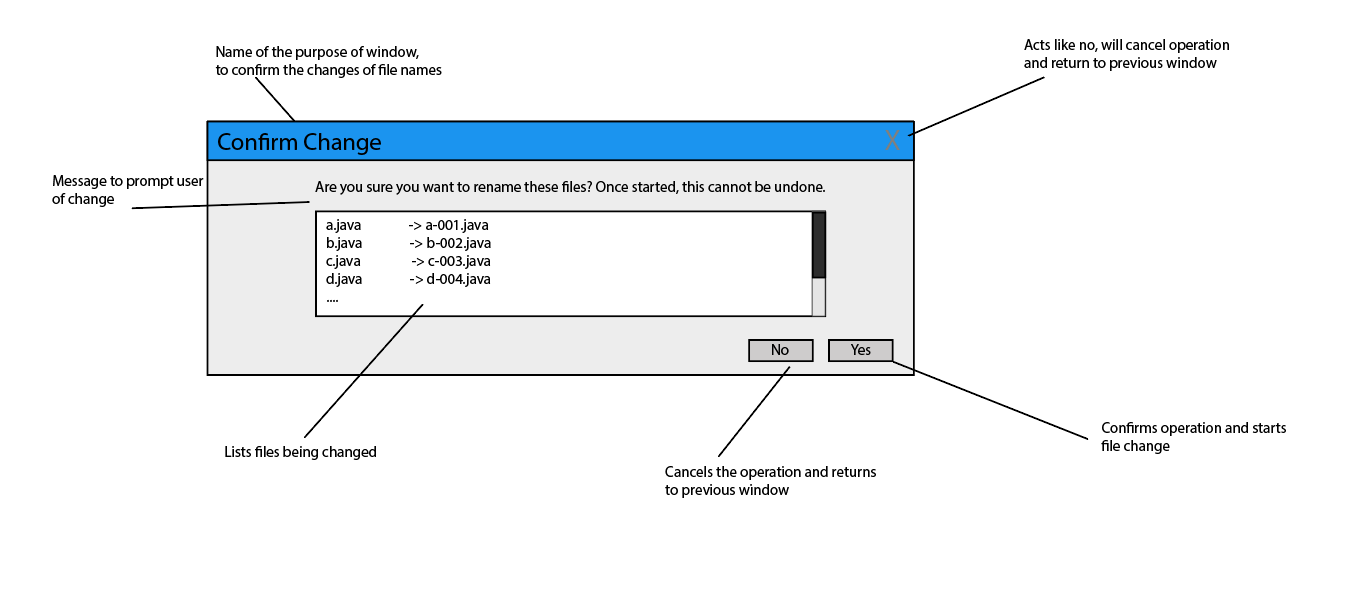 Name of the purpose of window,
to confirm the changes of file names
Acts like no, will cancel operation
and return to previous window
Confirm Change
X
Message to prompt user
of change
Are you sure you want to rename these files? Once started, this cannot be undone.
a.java -> a-001.java
b.java -> b-002.java
c.java -> c-003.java
d.java -> d-004.java
....
No
Yes
Lists files being changed
Cancels the operation and returns
to previous window
Confirms operation and starts
file change